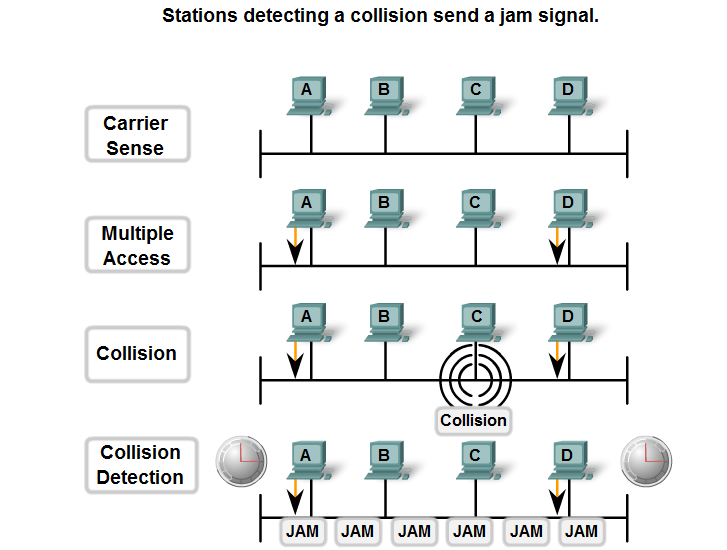 Stations detecting a collision send a jam signal.
A B C D
Carrier
Sense
A B C D
Multiple
Access
A B C D
Collision
Collision
A B C D
Collision
Detection
JAM JAM JAM JAM JAM JAM